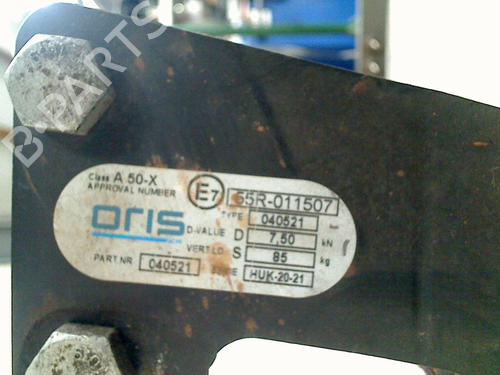 B-PARTS
Class A 50-X
APPROVAL NUMBER E7 55R-011507
TYPE 040521
ORIS D-VALUE D 7,50 kN
VERT.LD S 85 kg
PART NR 040521 HUK-20-21